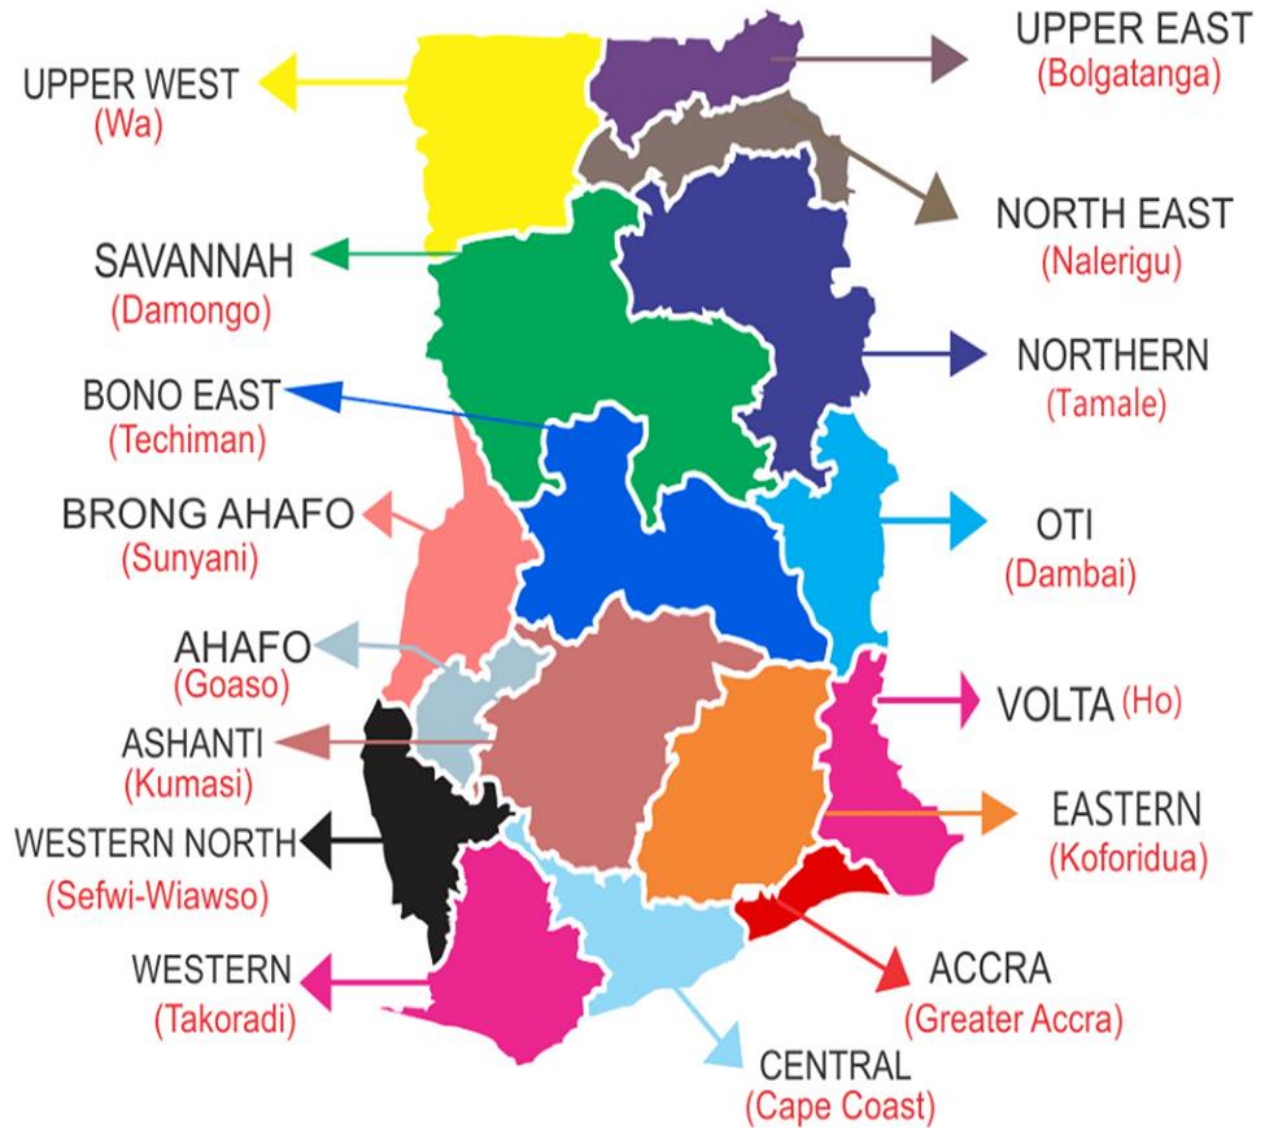 UPPER WEST
(Wa)
SAVANNAH
(Damongo)
BONO EAST
(Techiman)
BRONG AHAFO
(Sunyani)
AHAFO
(Goaso)
ASHANTI
(Kumasi)
WESTERN NORTH
(Sefwi-Wiawso)
WESTERN
(Takoradi)
UPPER EAST
(Bolgatanga)
NORTH EAST
(Nalerigu)
NORTHERN
(Tamale)
OTI
(Dambai)
VOLTA (Ho)
EASTERN
(Koforidua)
ACCRA
(Greater Accra)
CENTRAL
(Cape Coast)